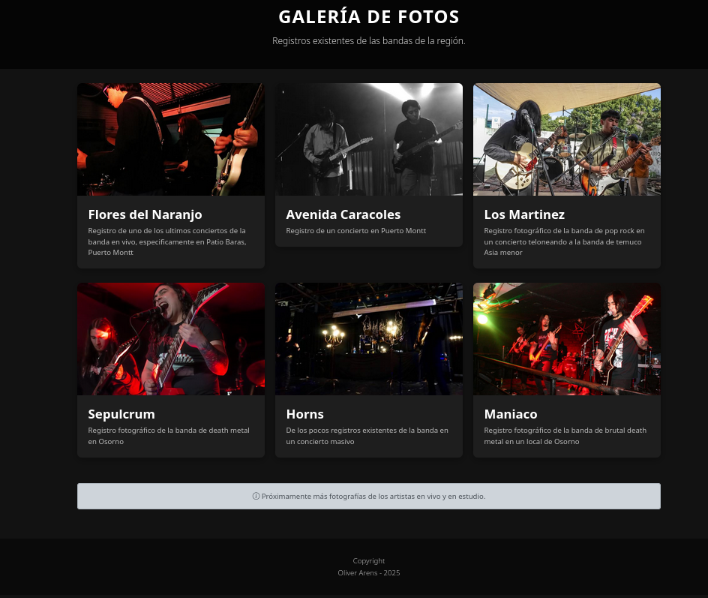 GALERÍA DE FOTOS
Registros existentes de las bandas de la región.
Flores del Naranjo
Registro de uno de los ultimos conciertos de la
banda en vivo, especificamente en Patio Baras,
Puerto Montt
Avenida Caracoles
Registro de un concierto en Puerto Montt
Los Martinez
Registro fotográfico de la banda de pop rock en
un concierto teloneando a la banda de temuco
Asia menor
Sepulcrum
Registro fotográfico de la banda de death metal
en Osorno
Horns
De los pocos registros existentes de la banda en
un concierto masivo
Maniaco
Registro fotográfico de la banda de brutal death
metal en un local de Osorno
Próximamente más fotografías de los artistas en vivo y en estudio.
Copyright
Oliver Arens - 2025